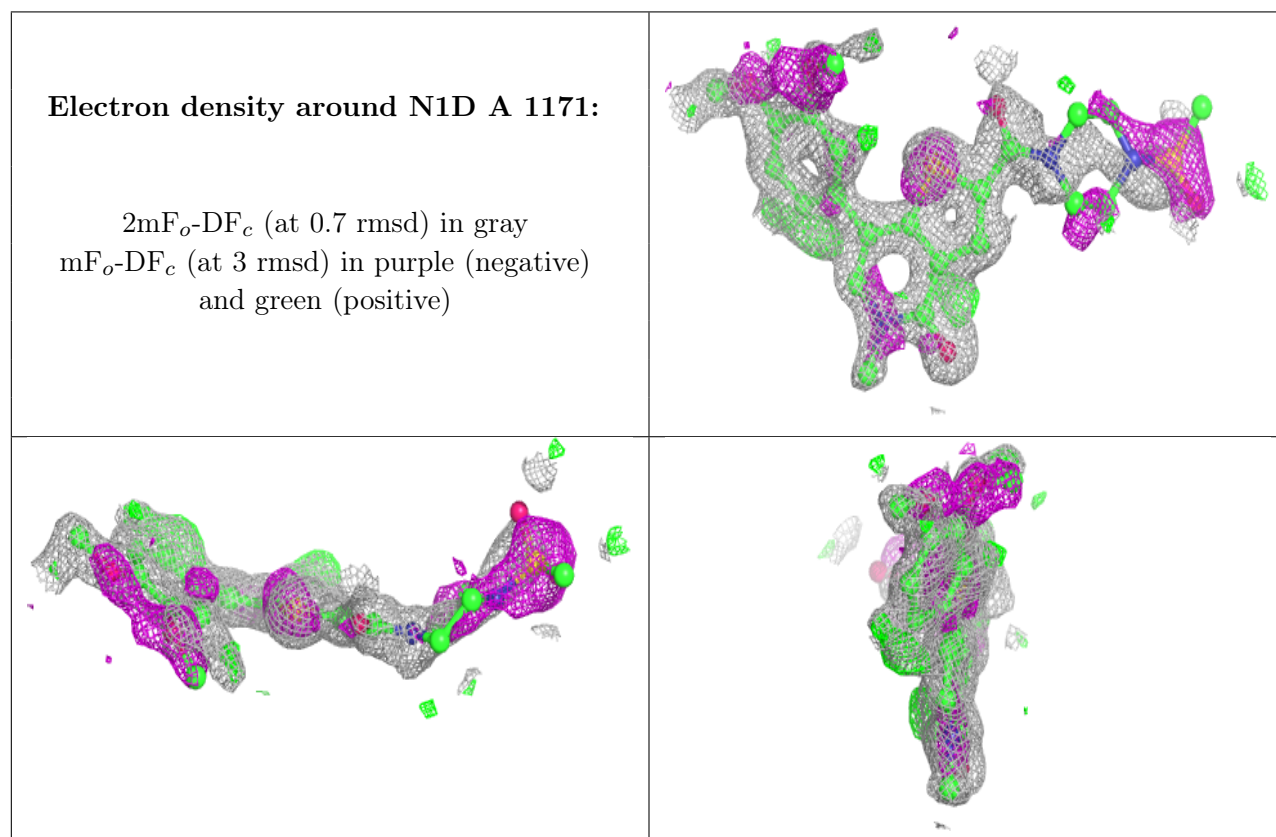 Electron density around N1D A 1171:
2mFo-DFc (at 0.7 rmsd) in gray
mFo-DFc (at 3 rmsd) in purple (negative)
and green (positive)